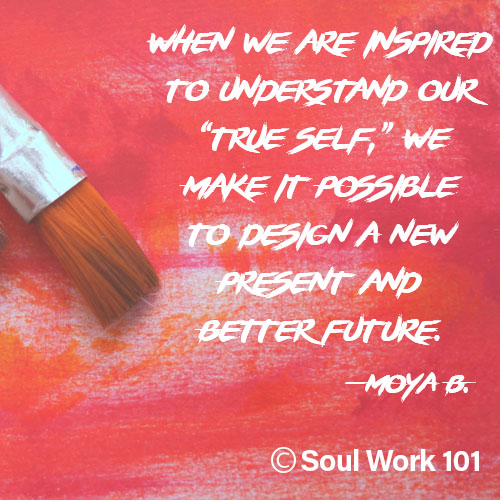 WHEN WE ARE INSPIRED
TO UNDERSTAND OUR
“TRUE SELF,” WE
MAKE IT POSSIBLE
TO DESIGN A NEW
PRESENT AND
BETTER FUTURE.
—MOYA B.
© Soul Work 101